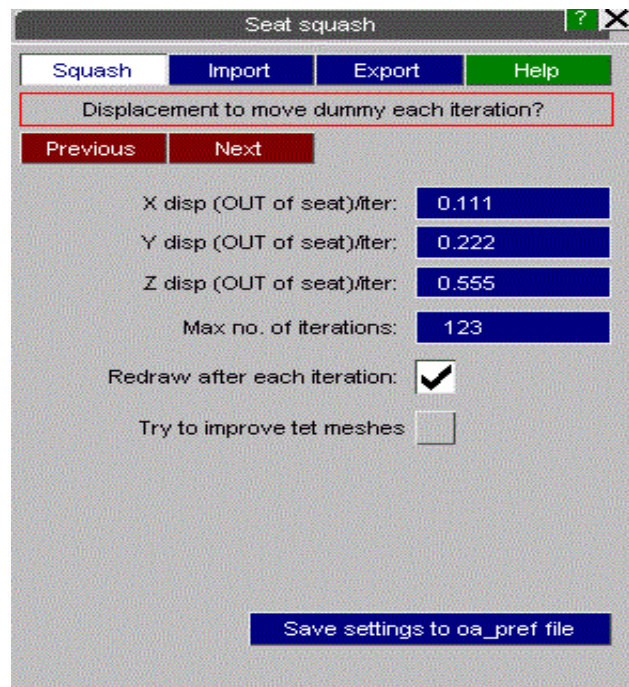 Seat squash ?
Squash Import Export Help
Displacement to move dummy each iteration?
Previous Next
X disp (OUT of seat)/iter: 0.111
Y disp (OUT of seat)/iter: 0.222
Z disp (OUT of seat)/iter: 0.555
Max no. of iterations: 123
Redraw after each iteration:
Try to improve tet meshes
Save settings to oa_pref file